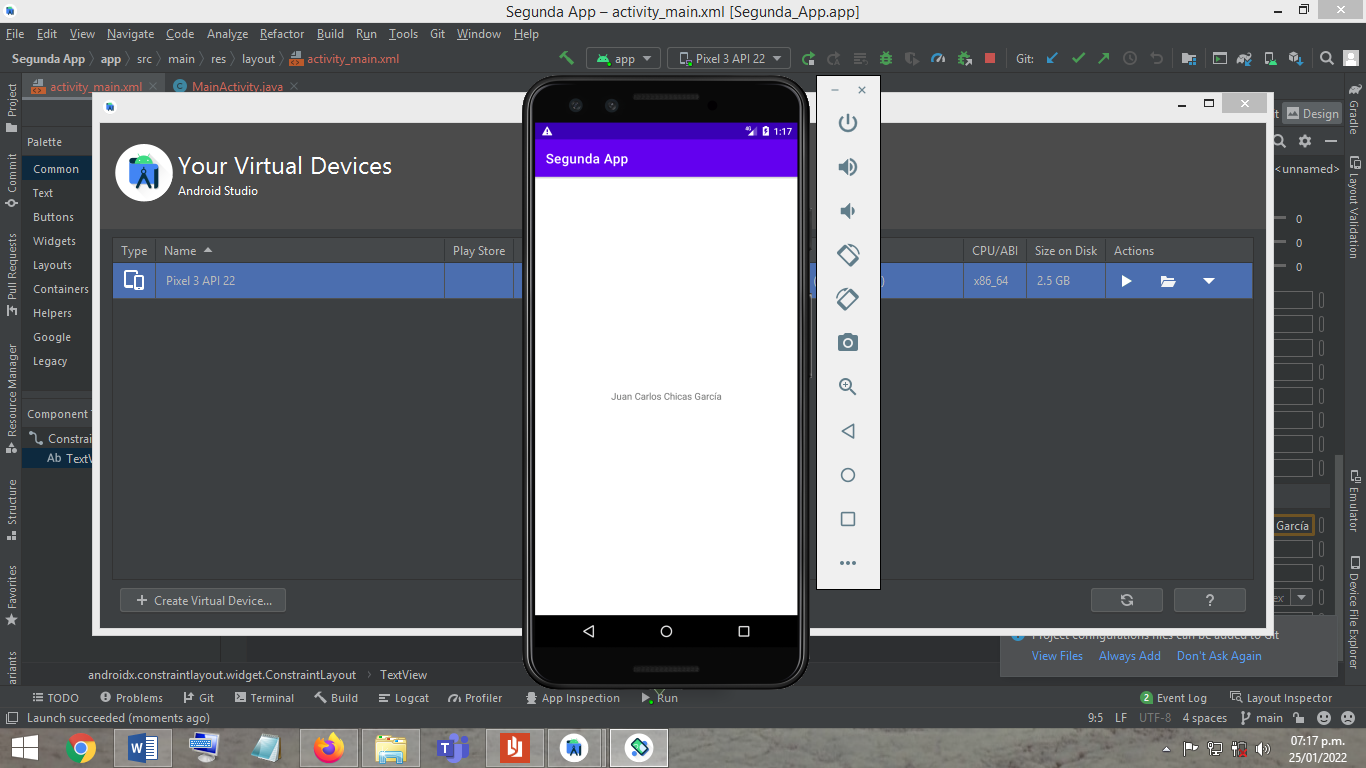 Segunda App – activity_main.xml [Segunda_App.app]
File Edit View Navigate Code Analyze Refactor Build Run Tools Git Window Help
Segunda App app src main res layout activity_main.xml app Pixel 3 API 22 Git:
activity_main.xml MainActivity.java
Project
Commit
Pull Requests
Resource Manager
Structure
Favorites
Palette
Common
Text
Buttons
Widgets
Layouts
Containers
Helpers
Google
Legacy
Component
Constrai
Ab Text
Your Virtual Devices
Android Studio
Type Name Play Store CPU/ABI Size on Disk Actions
Pixel 3 API 22 x86_64 2.5 GB
Create Virtual Device...
?
1:17
Segunda App
Juan Carlos Chicas García
Design
<unnamed>
0
0
0
García
Gradle
Layout Validation
Emulator
Device File Explorer
Project configurations files can be added to Git
View Files Always Add Don't Ask Again
androidx.constraintlayout.widget.ConstraintLayout TextView
TODO Problems Git Terminal Build Logcat Profiler App Inspection Run 2 Event Log Layout Inspector
Launch succeeded (moments ago) 9:5 LF UTF-8 4 spaces main
07:17 p.m.
25/01/2022